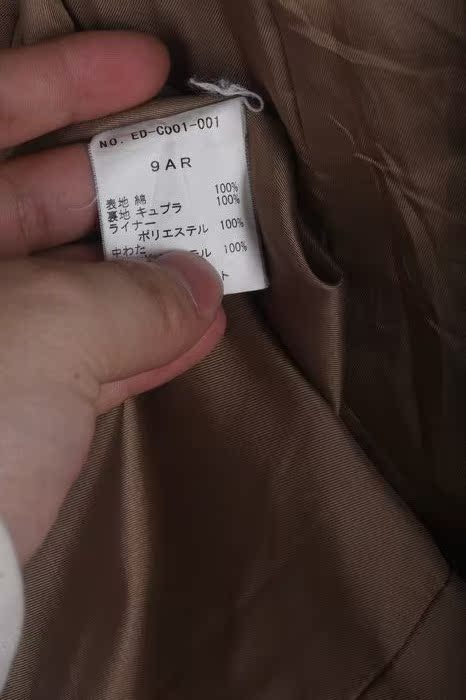 NO. ED-C001-001
9AR
表地 綿 100%
裏地 キュプラ 100%
ライナー
ポリエステル 100%
中わた 100%